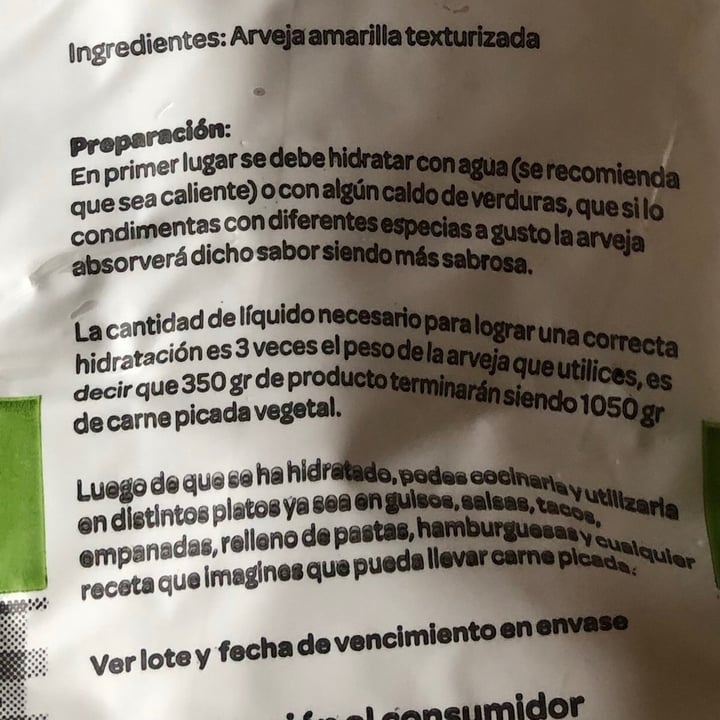 Ingredientes: Arveja amarilla texturizada
Preparación:
En primer lugar se debe hidratar con agua (se recomienda
que sea caliente) o con algún caldo de verduras, que si lo
condimentas con diferentes especias a gusto la arveja
absorverá dicho sabor siendo más sabrosa.
La cantidad de líquido necesario para lograr una correcta
hidratación es 3 veces el peso de la arveja que utilices, es
decir que 350 gr de producto terminarán siendo 1050 gr
de carne picada vegetal.
Luego de que se ha hidratado, podes cocinarla y utilizarla
en distintos platos ya sea en guisos, salsas, tacos,
empanadas, relleno de pastas, hamburguesas y cualquier
receta que imagines que pueda llevar carne picada.
Ver lote y fecha de vencimiento en envase
al consumidor